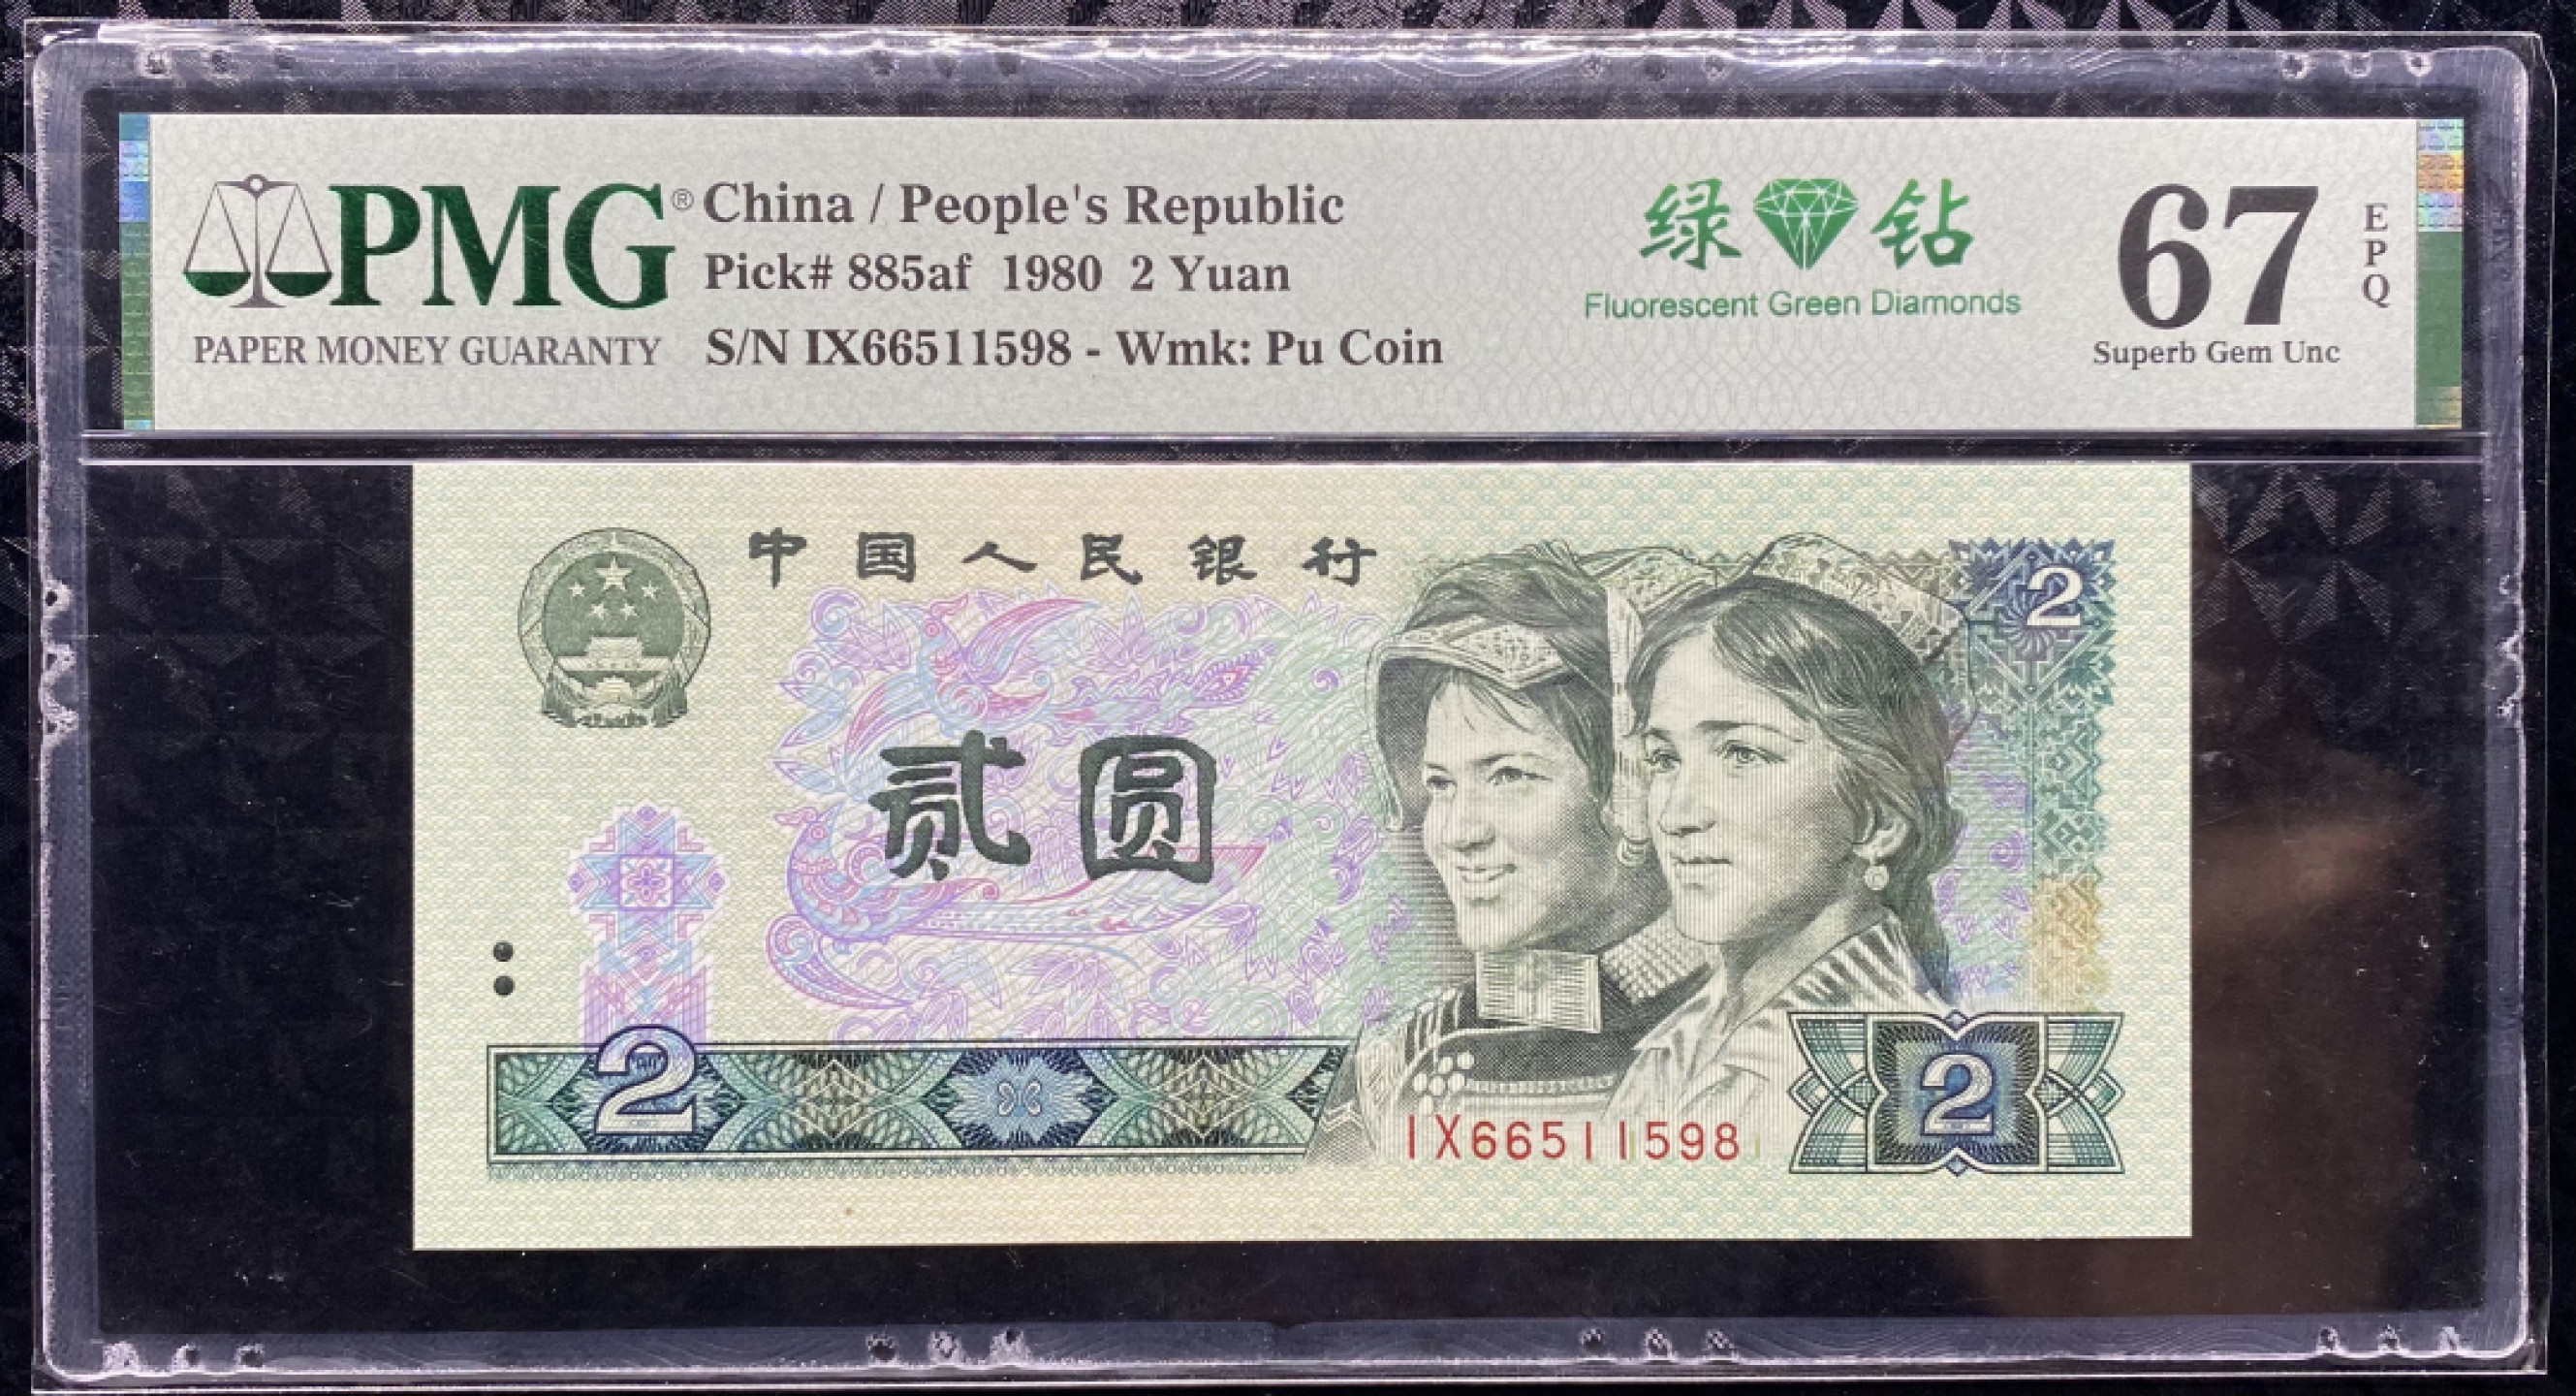 PMG®
PAPER MONEY GUARANTY
China / People's Republic
Pick# 885af 1980 2 Yuan
S/N IX66511598 - Wmk: Pu Coin
绿钻
Fluorescent Green Diamonds
67
EPQ
Superb Gem Unc
中国人民银行
2
贰圆
2
IX66511598
2